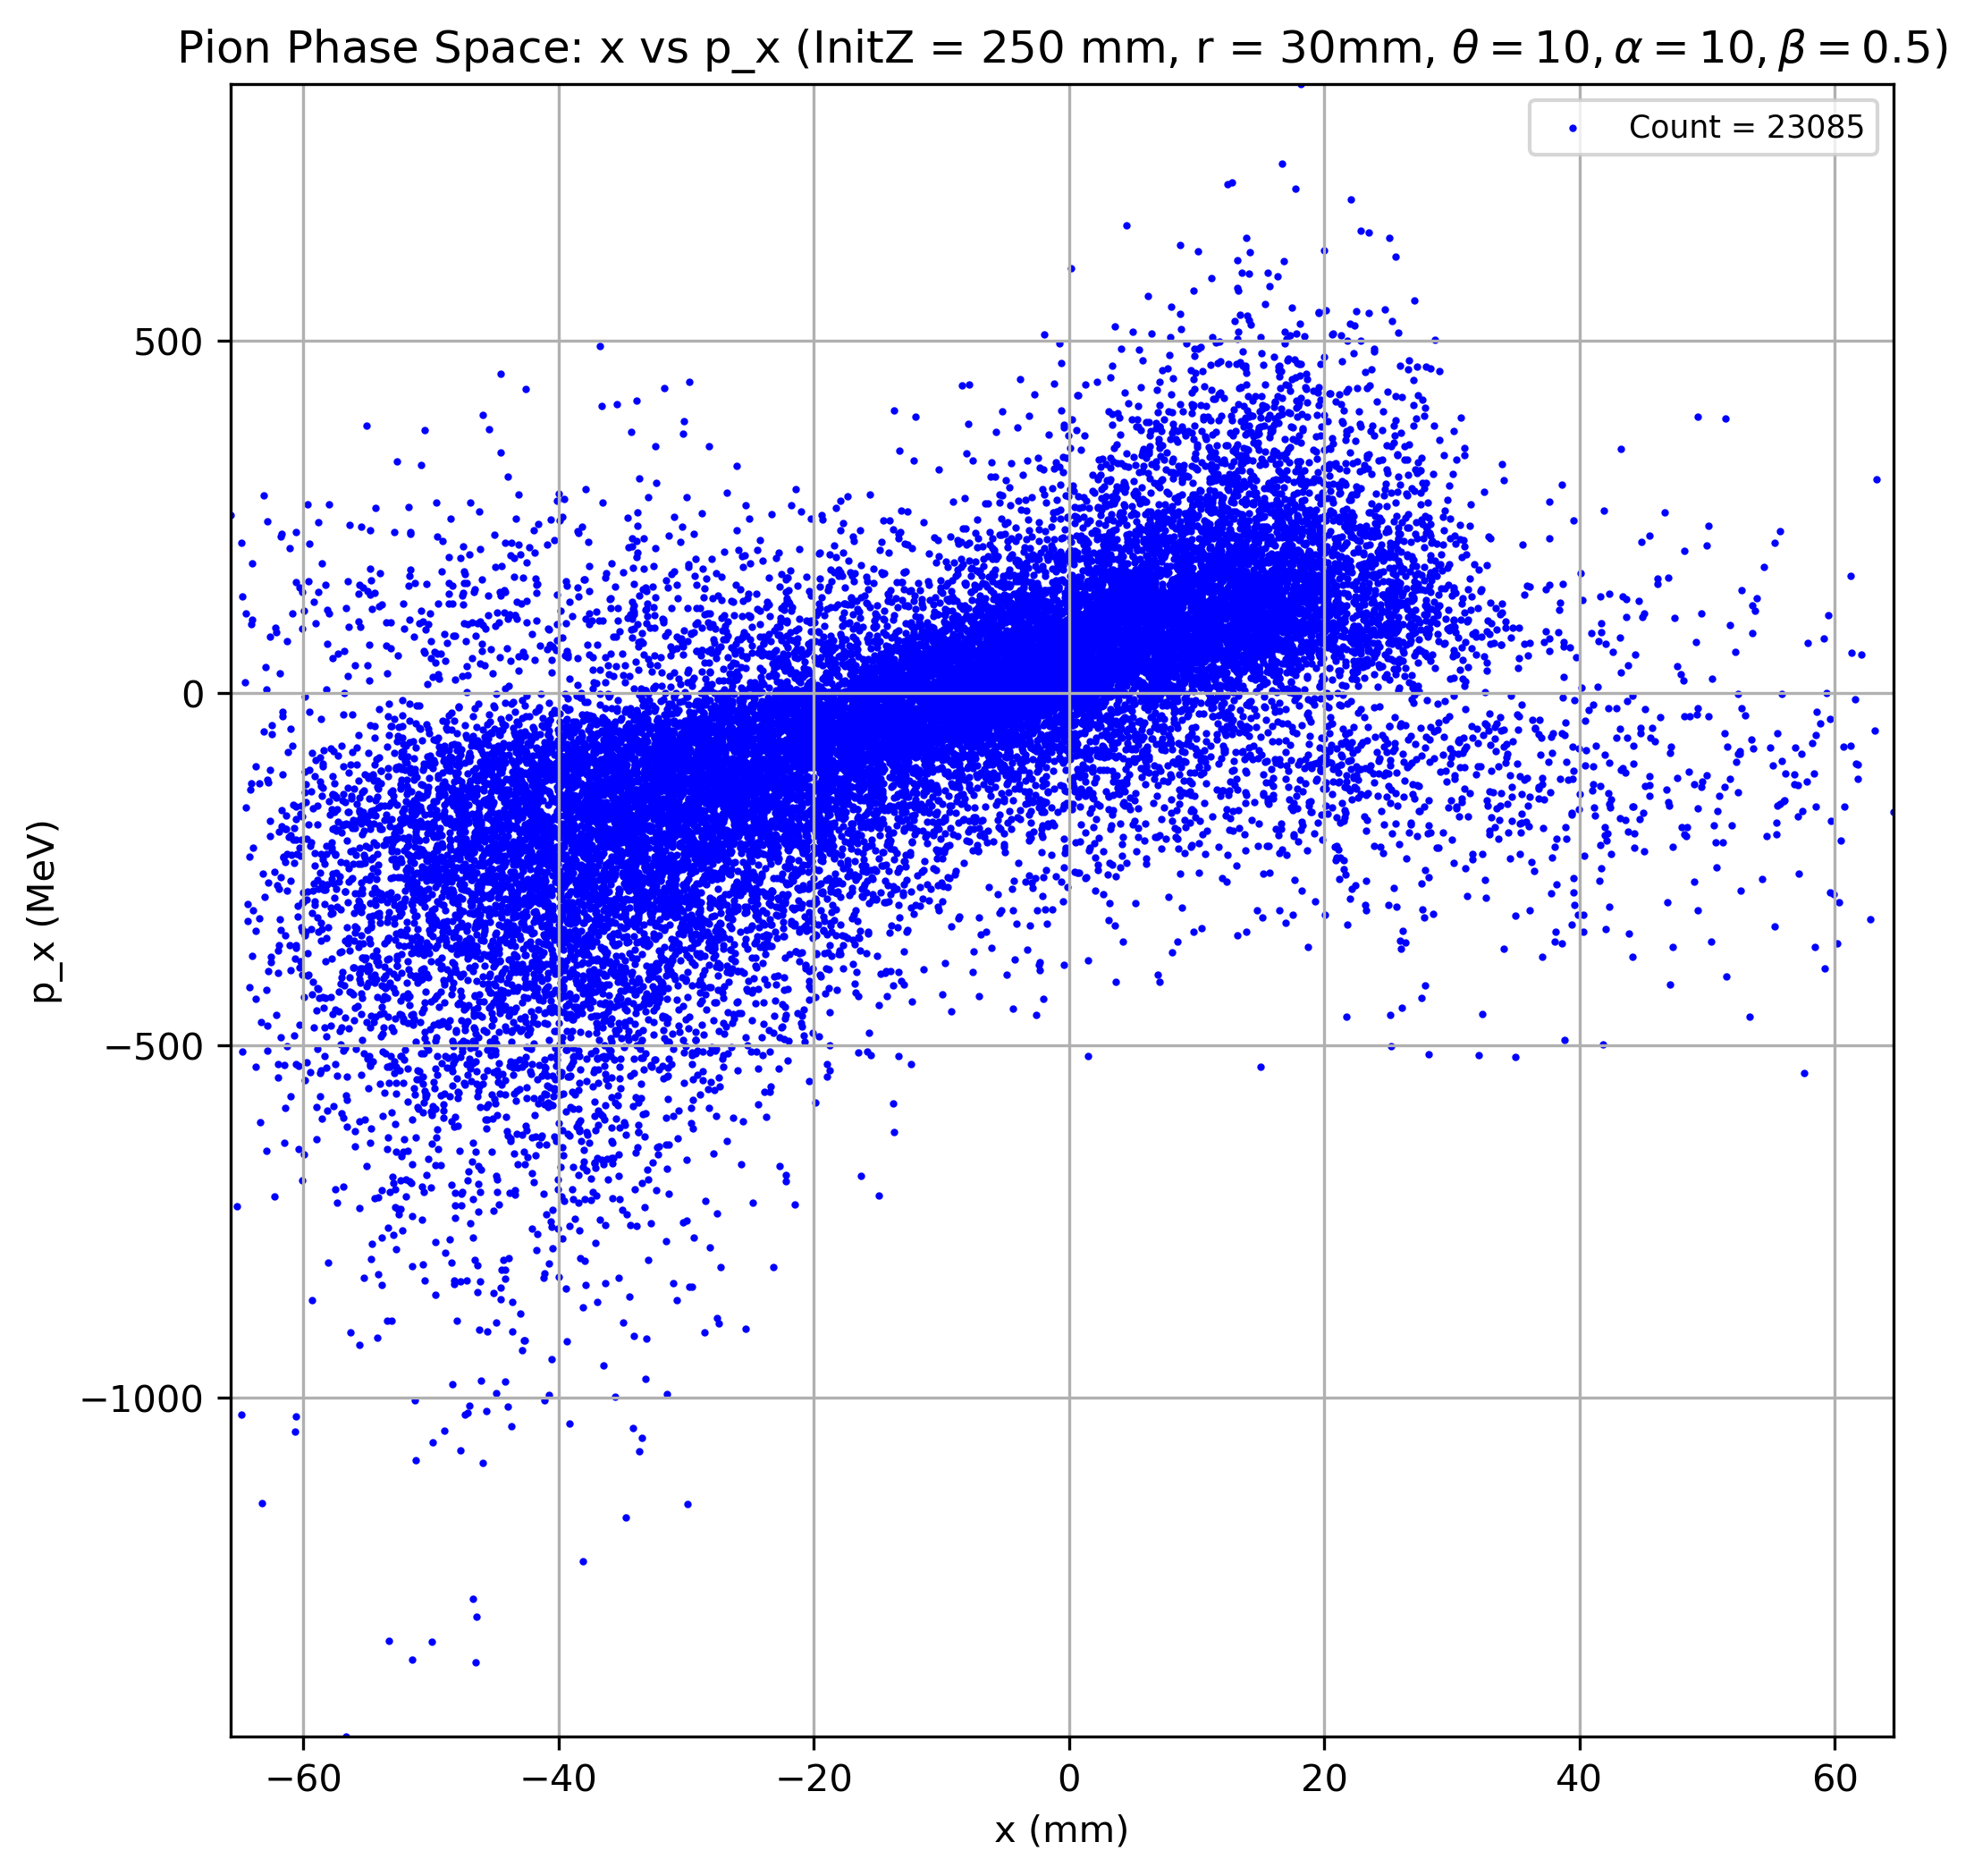 Pion Phase Space: x vs p_x (InitZ = 250 mm, r = 30mm, θ = 10, α = 10, β = 0.5)
Count = 23085
500
0
−500
−1000
p_x (MeV)
−60 −40 −20 0 20 40 60
x (mm)